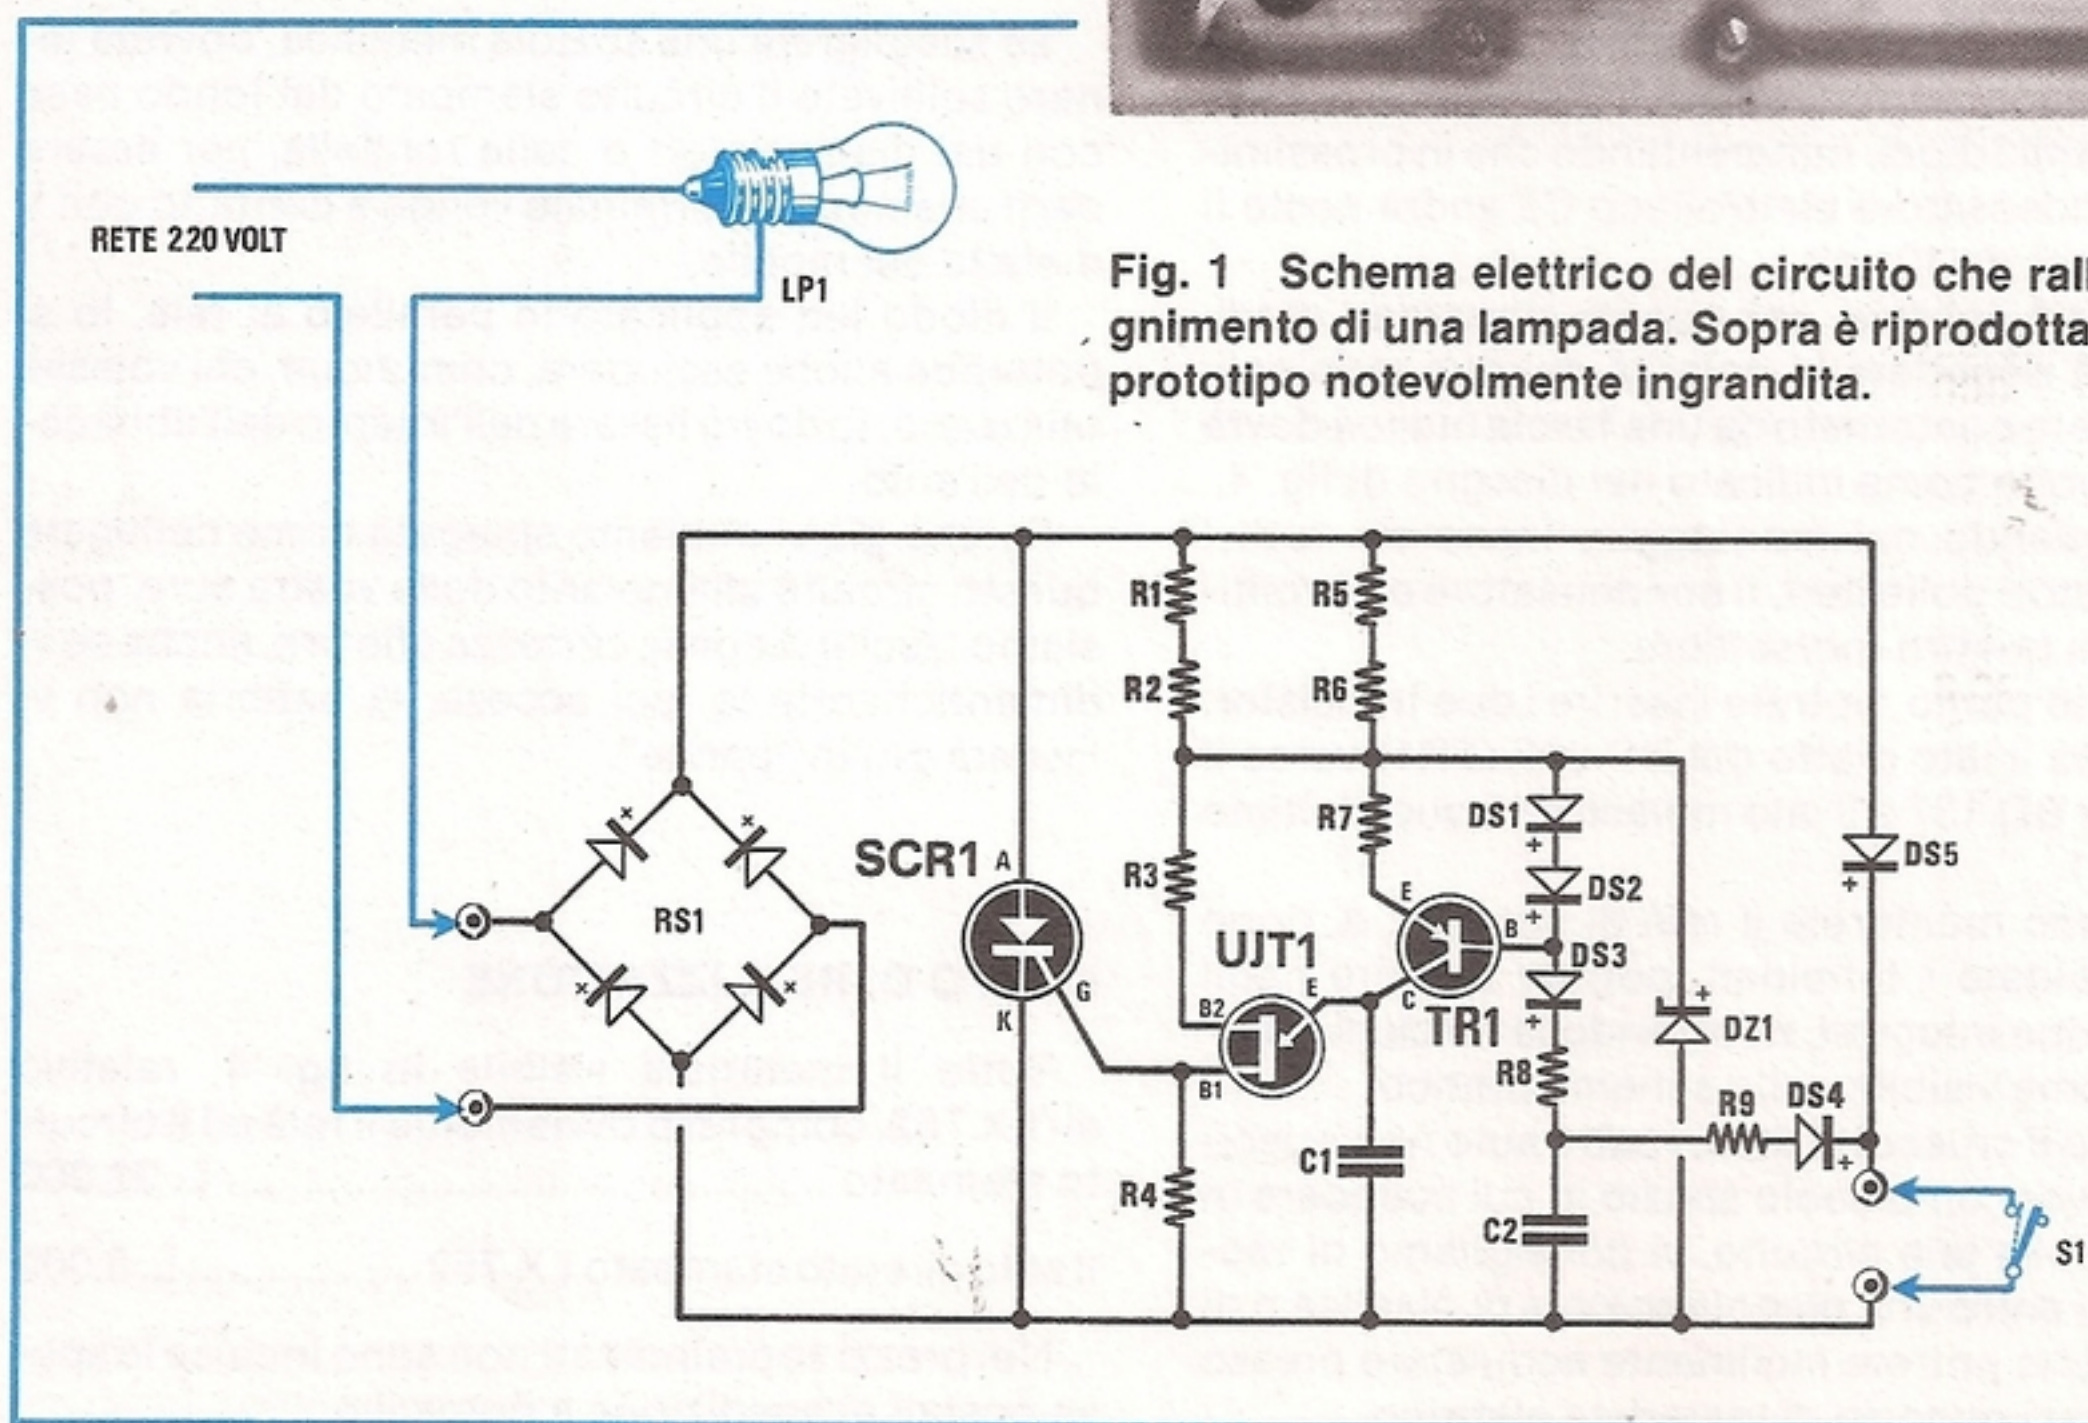 RETE 220 VOLT
LP1
Fig. 1 Schema elettrico del circuito che rall
gnimento di una lampada. Sopra è riprodotta
prototipo notevolmente ingrandita.
R1
R5
R2
R6
R7
DS1
+
SCR1
A
DS5
+
R3
E
DS2
+
RS1
UJT1
B
DS3
+
G
E
C
K
B2
TR1
+
DZ1
R8
B1
R9
DS4
+
C1
R4
C2
S1